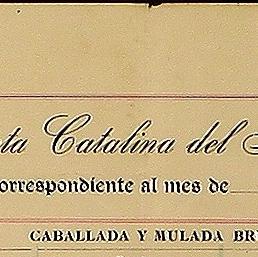 ta Catalina del
orrespondiente al mes de
CABALLADA Y MULADA BR